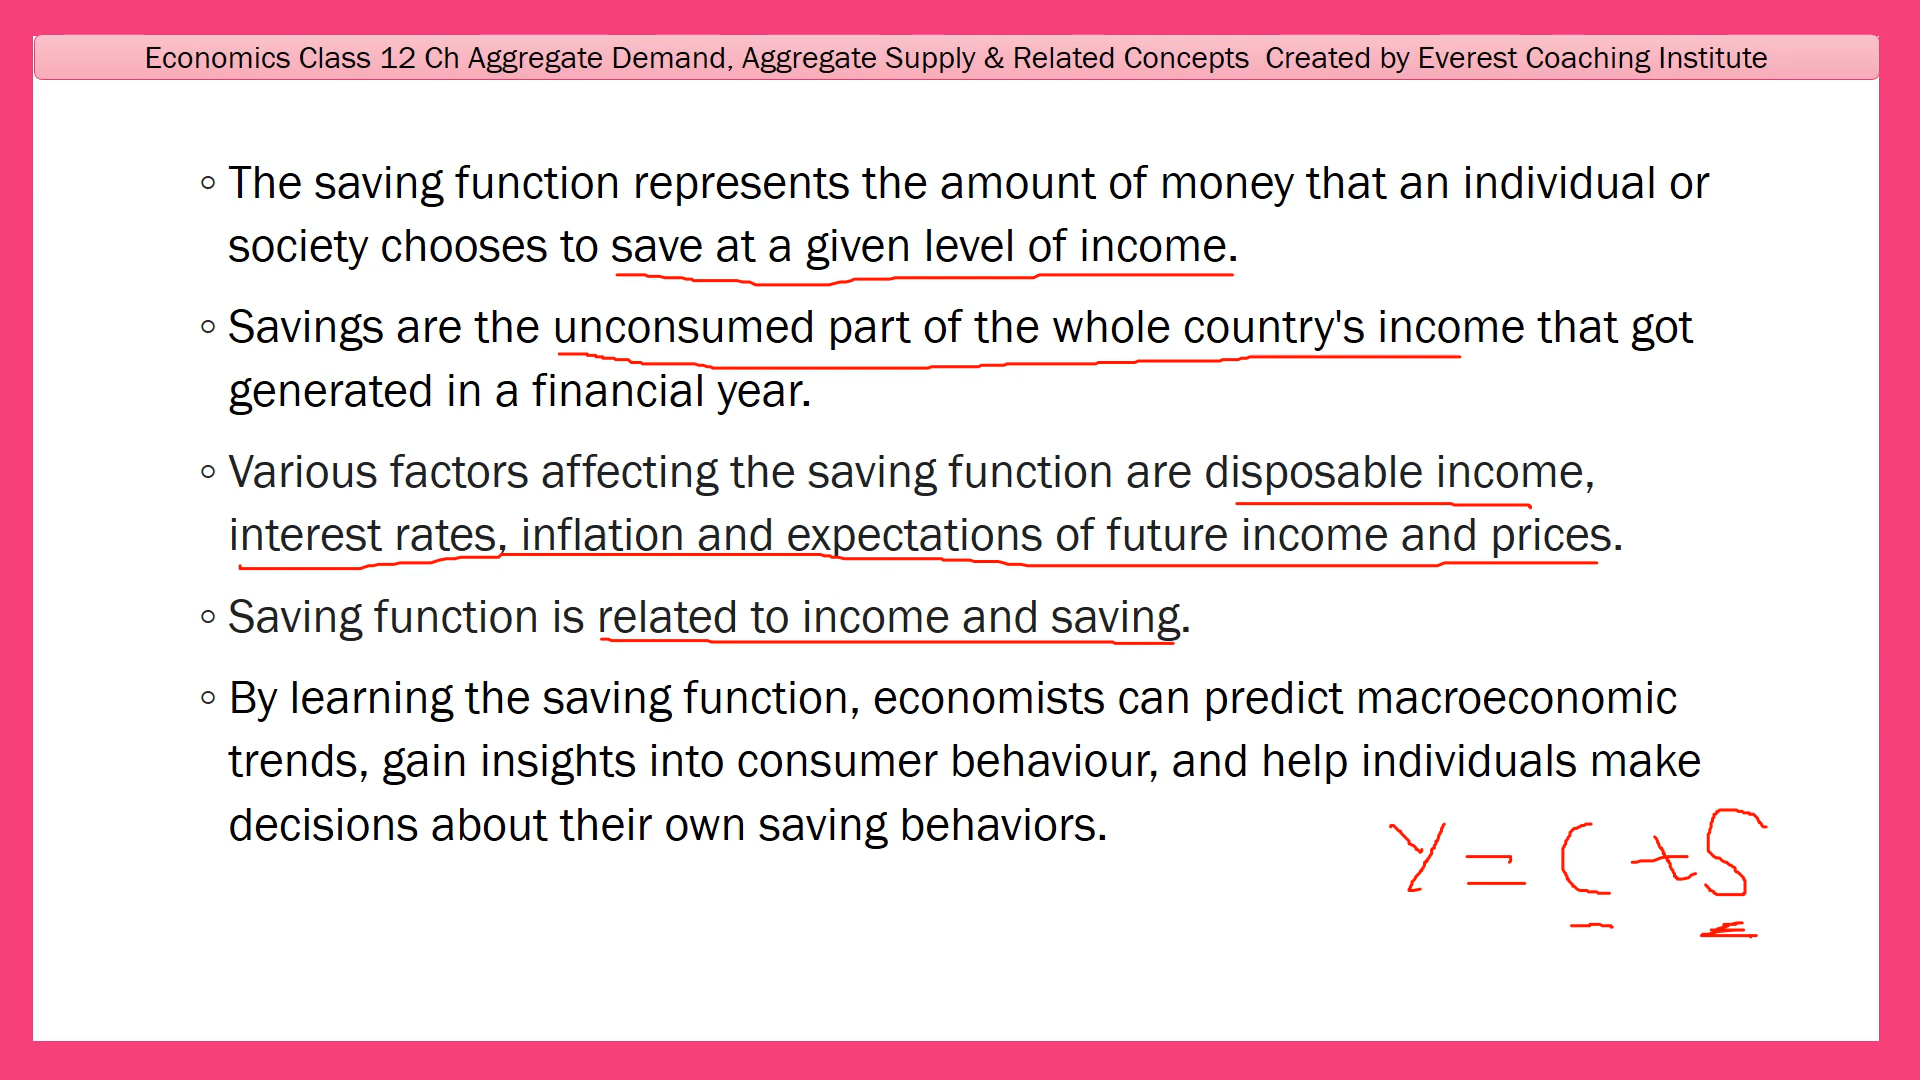 Economics Class 12 Ch Aggregate Demand, Aggregate Supply & Related Concepts  Created by Everest Coaching Institute
◦ The saving function represents the amount of money that an individual or
society chooses to save at a given level of income.
◦ Savings are the unconsumed part of the whole country's income that got
generated in a financial year.
◦ Various factors affecting the saving function are disposable income,
interest rates, inflation and expectations of future income and prices.
◦ Saving function is related to income and saving.
◦ By learning the saving function, economists can predict macroeconomic
trends, gain insights into consumer behaviour, and help individuals make
decisions about their own saving behaviors.
Y = C + S